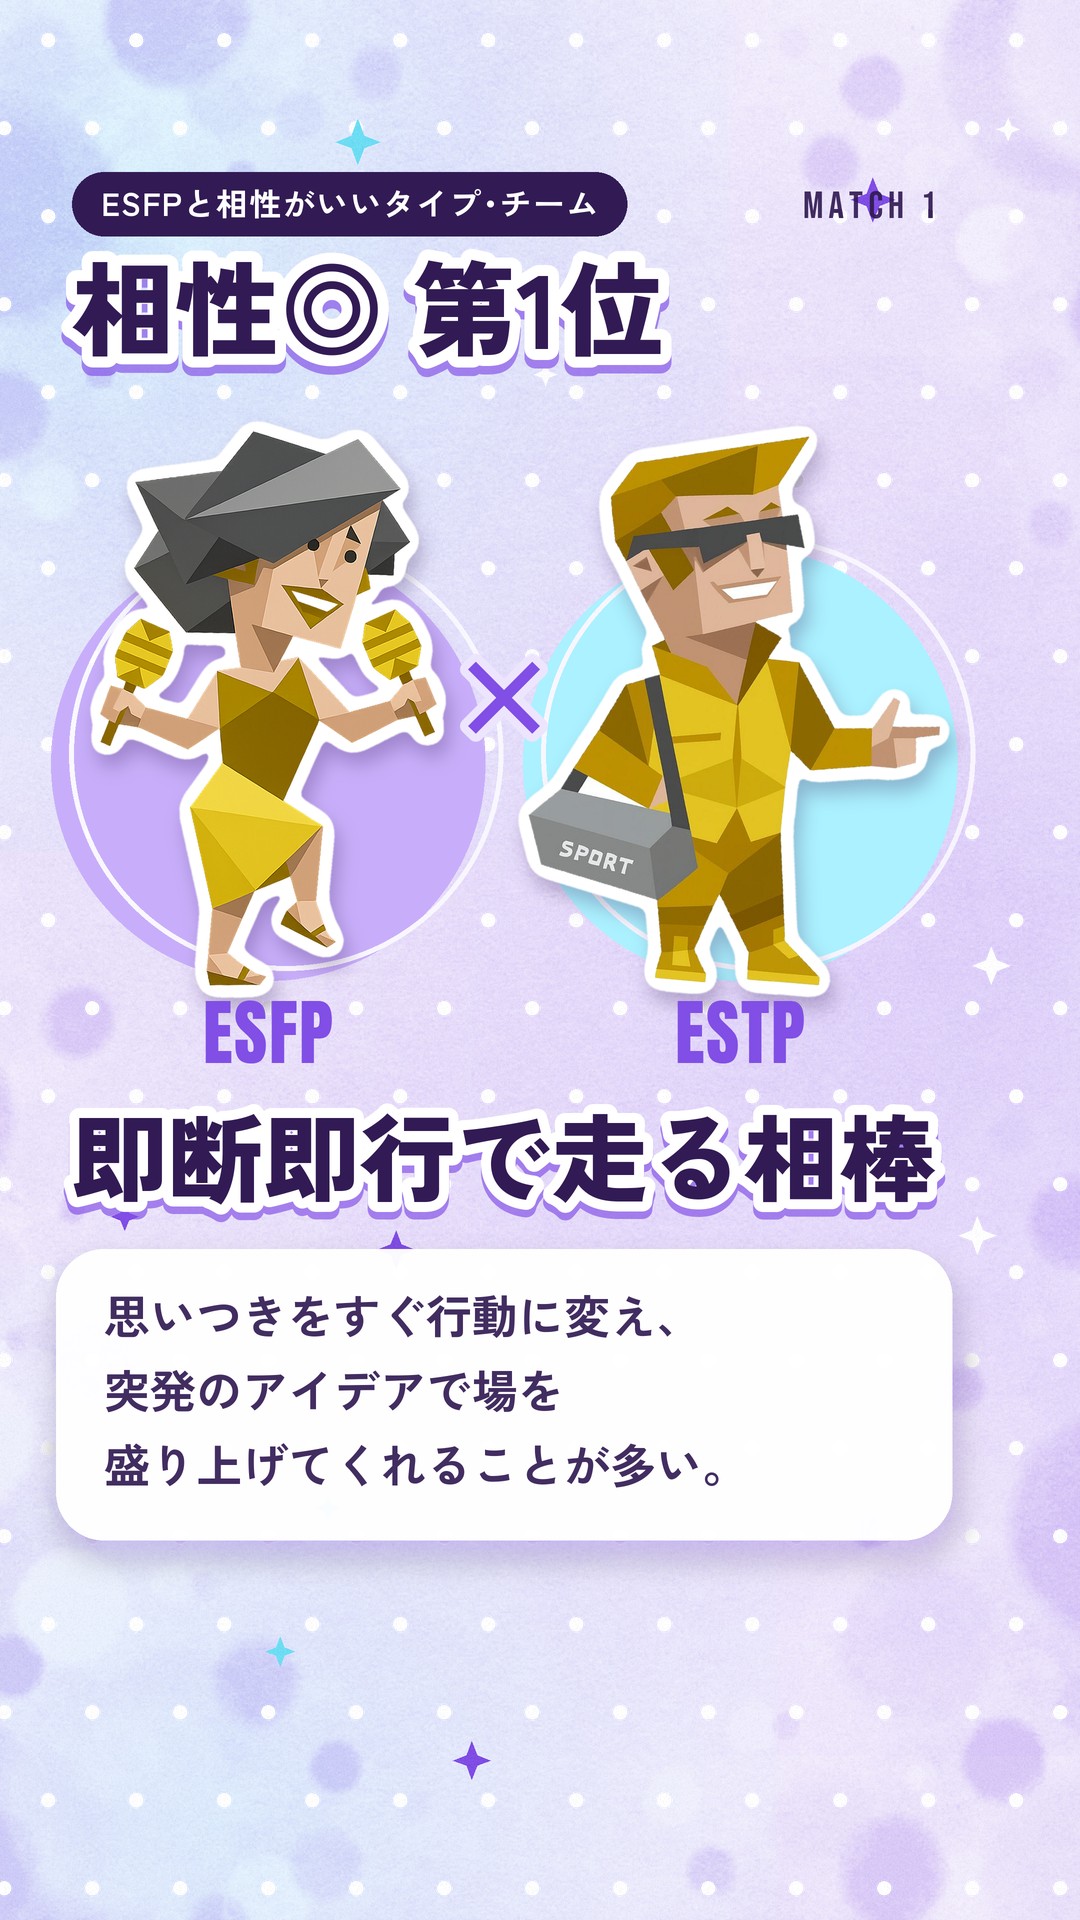 ESFPと相性がいいタイプ・チーム
MATCH 1
相性◎ 第1位
SPORT
×
ESFP
ESTP
即断即行で走る相棒
思いつきをすぐ行動に変え、
突発のアイデアで場を
盛り上げてくれることが多い。